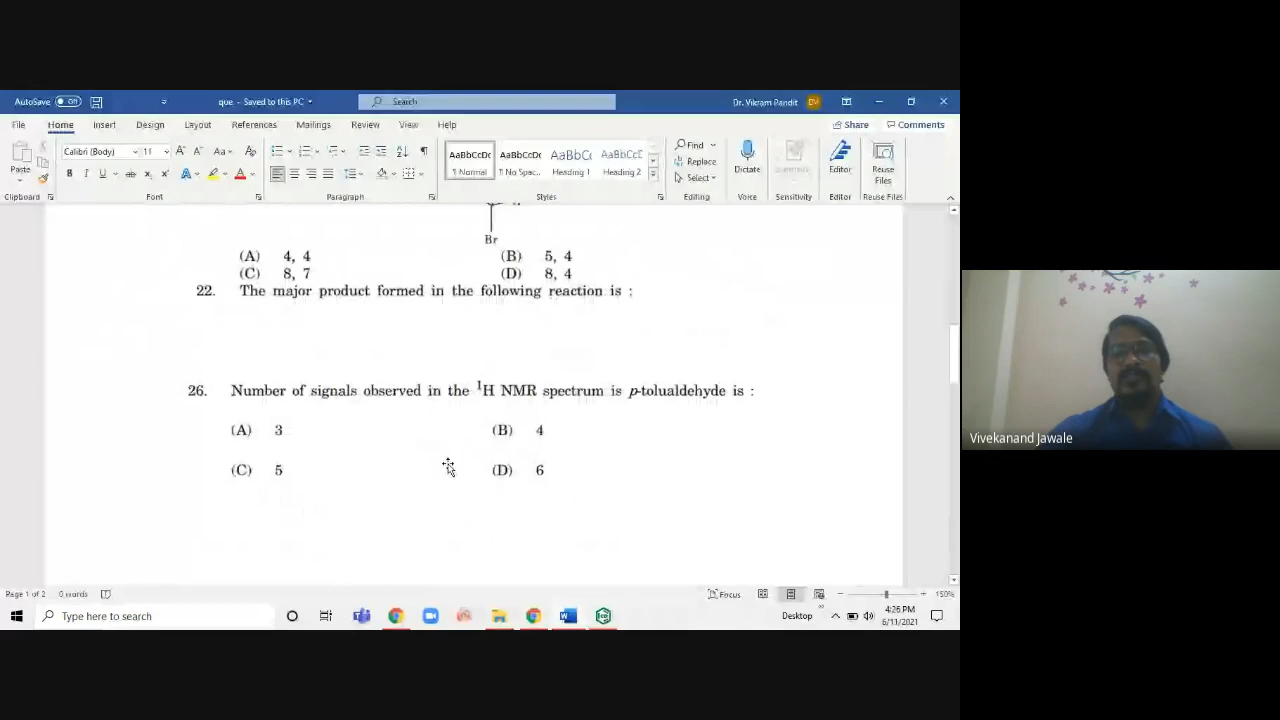 AutoSave Off que - Saved to this PC Search Dr. Vikram Pandit
File Home Insert Design Layout References Mailings Review View Help Share Comments
Paste Calibri (Body) 11 Aa AaBbCcDc AaBbCcDc AaBbCc AaBbCcD Find Replace Select Dictate Sensitivity Editor Reuse Files
¶ Normal ¶ No Spac... Heading 1 Heading 2
Clipboard Font Paragraph Styles Editing Voice Sensitivity Editor Reuse Files
Br
(A) 4, 4 (B) 5, 4
(C) 8, 7 (D) 8, 4
22. The major product formed in the following reaction is :
26. Number of signals observed in the ¹H NMR spectrum is p-tolualdehyde is :
(A) 3 (B) 4
(C) 5 (D) 6
Vivekanand Jawale
Page 1 of 2 0 words Focus 150%
Type here to search Desktop 4:26 PM
6/11/2021